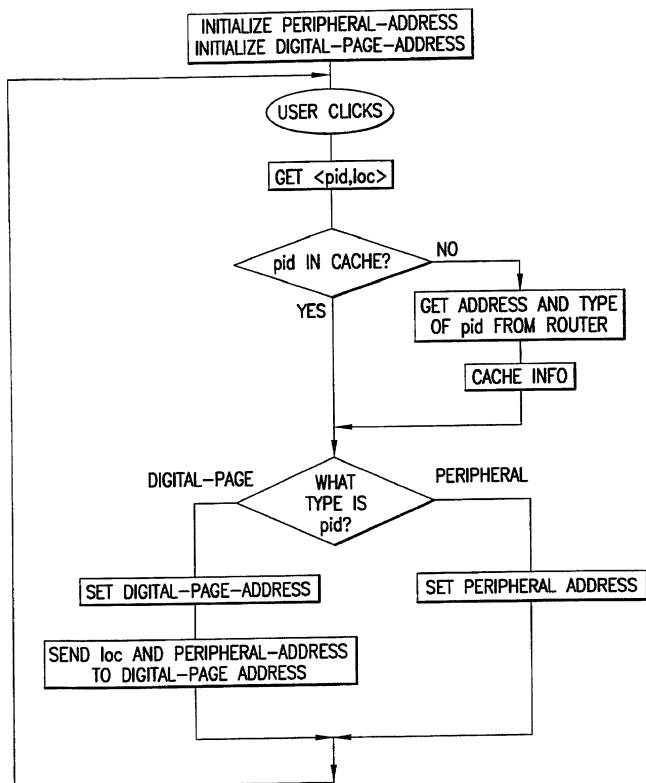 INITIALIZE PERIPHERAL-ADDRESS
INITIALIZE DIGITAL-PAGE-ADDRESS
USER CLICKS
GET <pid,loc>
pid IN CACHE?
NO
YES
GET ADDRESS AND TYPE
OF pid FROM ROUTER
CACHE INFO
DIGITAL-PAGE
WHAT
TYPE IS
pid?
PERIPHERAL
SET DIGITAL-PAGE-ADDRESS
SET PERIPHERAL ADDRESS
SEND loc AND PERIPHERAL-ADDRESS
TO DIGITAL-PAGE ADDRESS